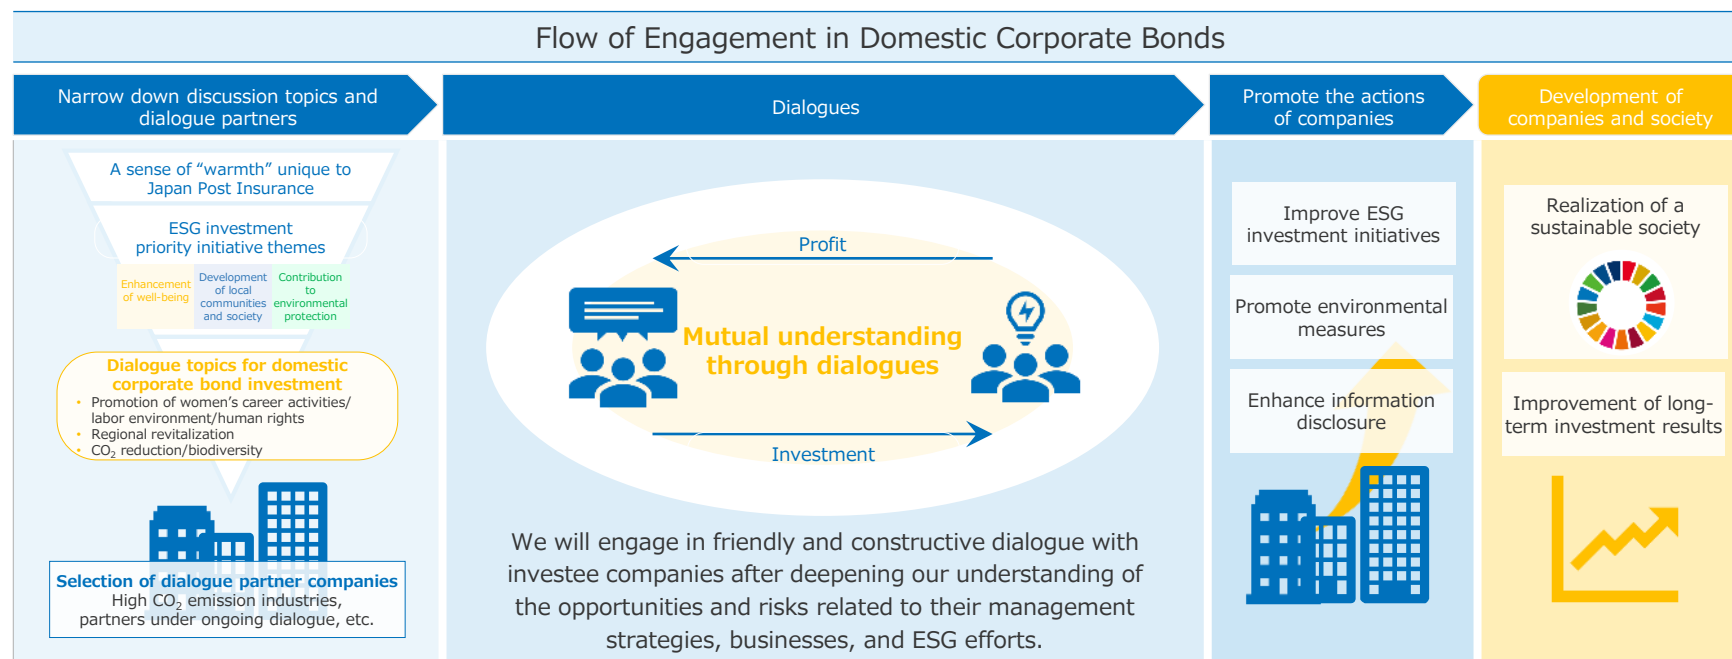 Flow of Engagement in Domestic Corporate Bonds
Narrow down discussion topics and
dialogue partners
A sense of “warmth” unique to
Japan Post Insurance
ESG investment
priority initiative themes
Enhancement
of well-being
Development
of local
communities
and society
Contribution
to
environmental
protection
Dialogue topics for domestic
corporate bond investment
• Promotion of women’s career activities/
labor environment/human rights
• Regional revitalization
• CO₂ reduction/biodiversity
Selection of dialogue partner companies
High CO₂ emission industries,
partners under ongoing dialogue, etc.
Dialogues
Profit
Mutual understanding
through dialogues
Investment
We will engage in friendly and constructive dialogue with
investee companies after deepening our understanding of
the opportunities and risks related to their management
strategies, businesses, and ESG efforts.
Promote the actions
of companies
Improve ESG
investment initiatives
Promote environmental
measures
Enhance information
disclosure
Development of
companies and society
Realization of a
sustainable society
Improvement of long-
term investment results